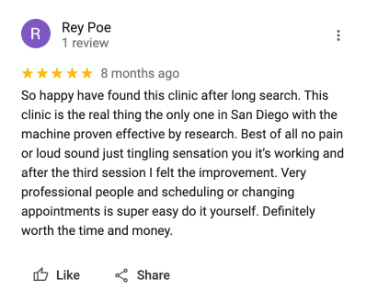 R
Rey Poe
1 review
8 months ago
So happy have found this clinic after long search. This
clinic is the real thing the only one in San Diego with the
machine proven effective by research. Best of all no pain
or loud sound just tingling sensation you it's working and
after the third session I felt the improvement. Very
professional people and scheduling or changing
appointments is super easy do it yourself. Definitely
worth the time and money.
Like
Share